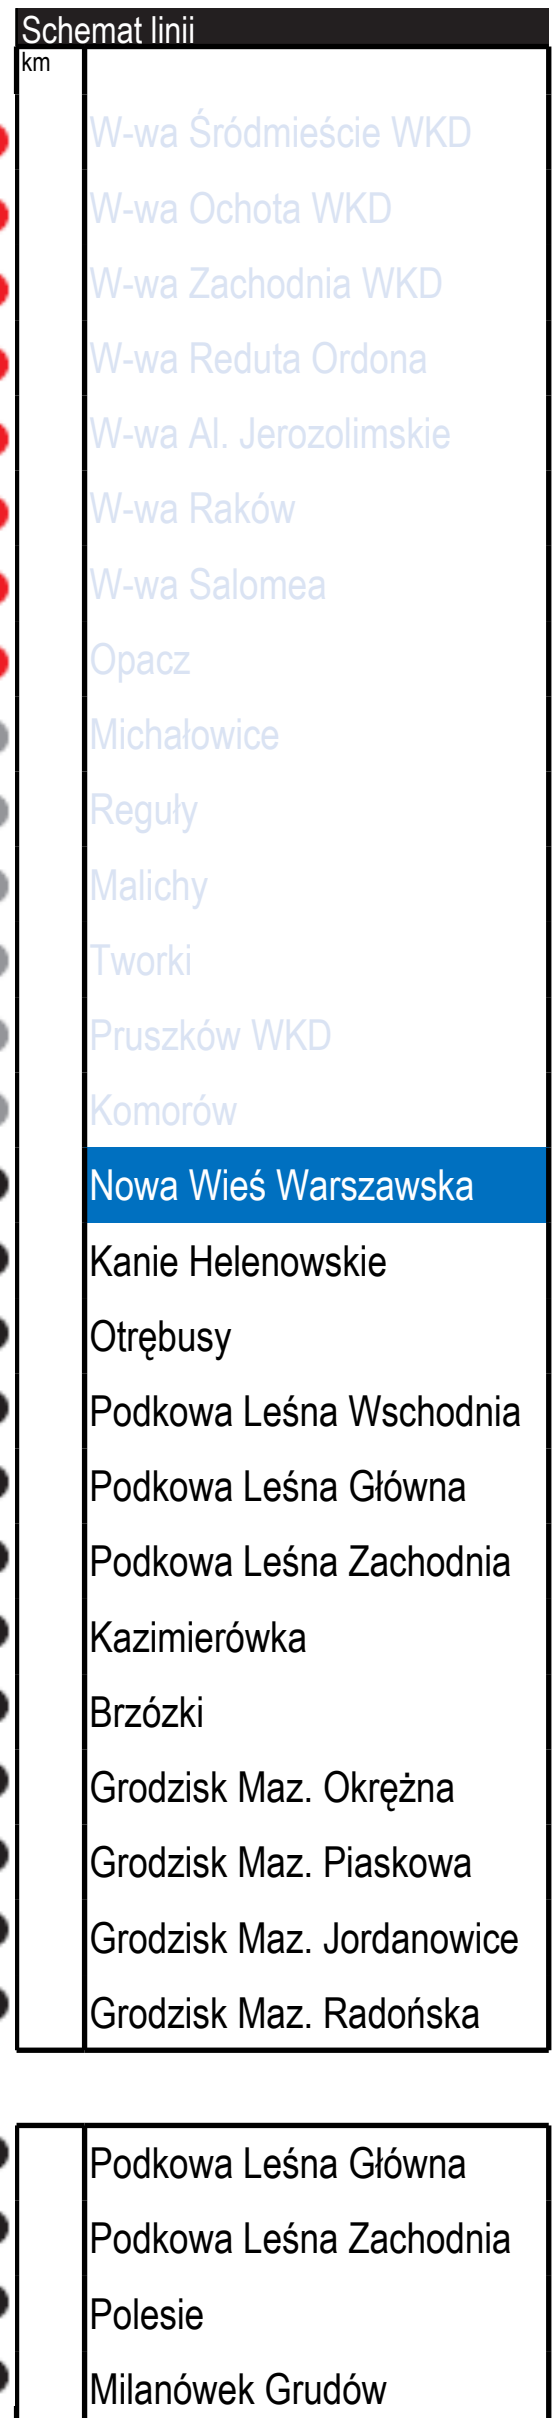 Schemat linii
km
W-wa Śródmieście WKD
W-wa Ochota WKD
W-wa Zachodnia WKD
W-wa Reduta Ordona
W-wa Al. Jerozolimskie
W-wa Raków
W-wa Salomea
Opacz
Michałowice
Reguły
Malichy
Tworki
Pruszków WKD
Komorów
Nowa Wieś Warszawska
Kanie Helenowskie
Otrębusy
Podkowa Leśna Wschodnia
Podkowa Leśna Główna
Podkowa Leśna Zachodnia
Kazimierówka
Brzózki
Grodzisk Maz. Okrężna
Grodzisk Maz. Piaskowa
Grodzisk Maz. Jordanowice
Grodzisk Maz. Radońska
Podkowa Leśna Główna
Podkowa Leśna Zachodnia
Polesie
Milanówek Grudów